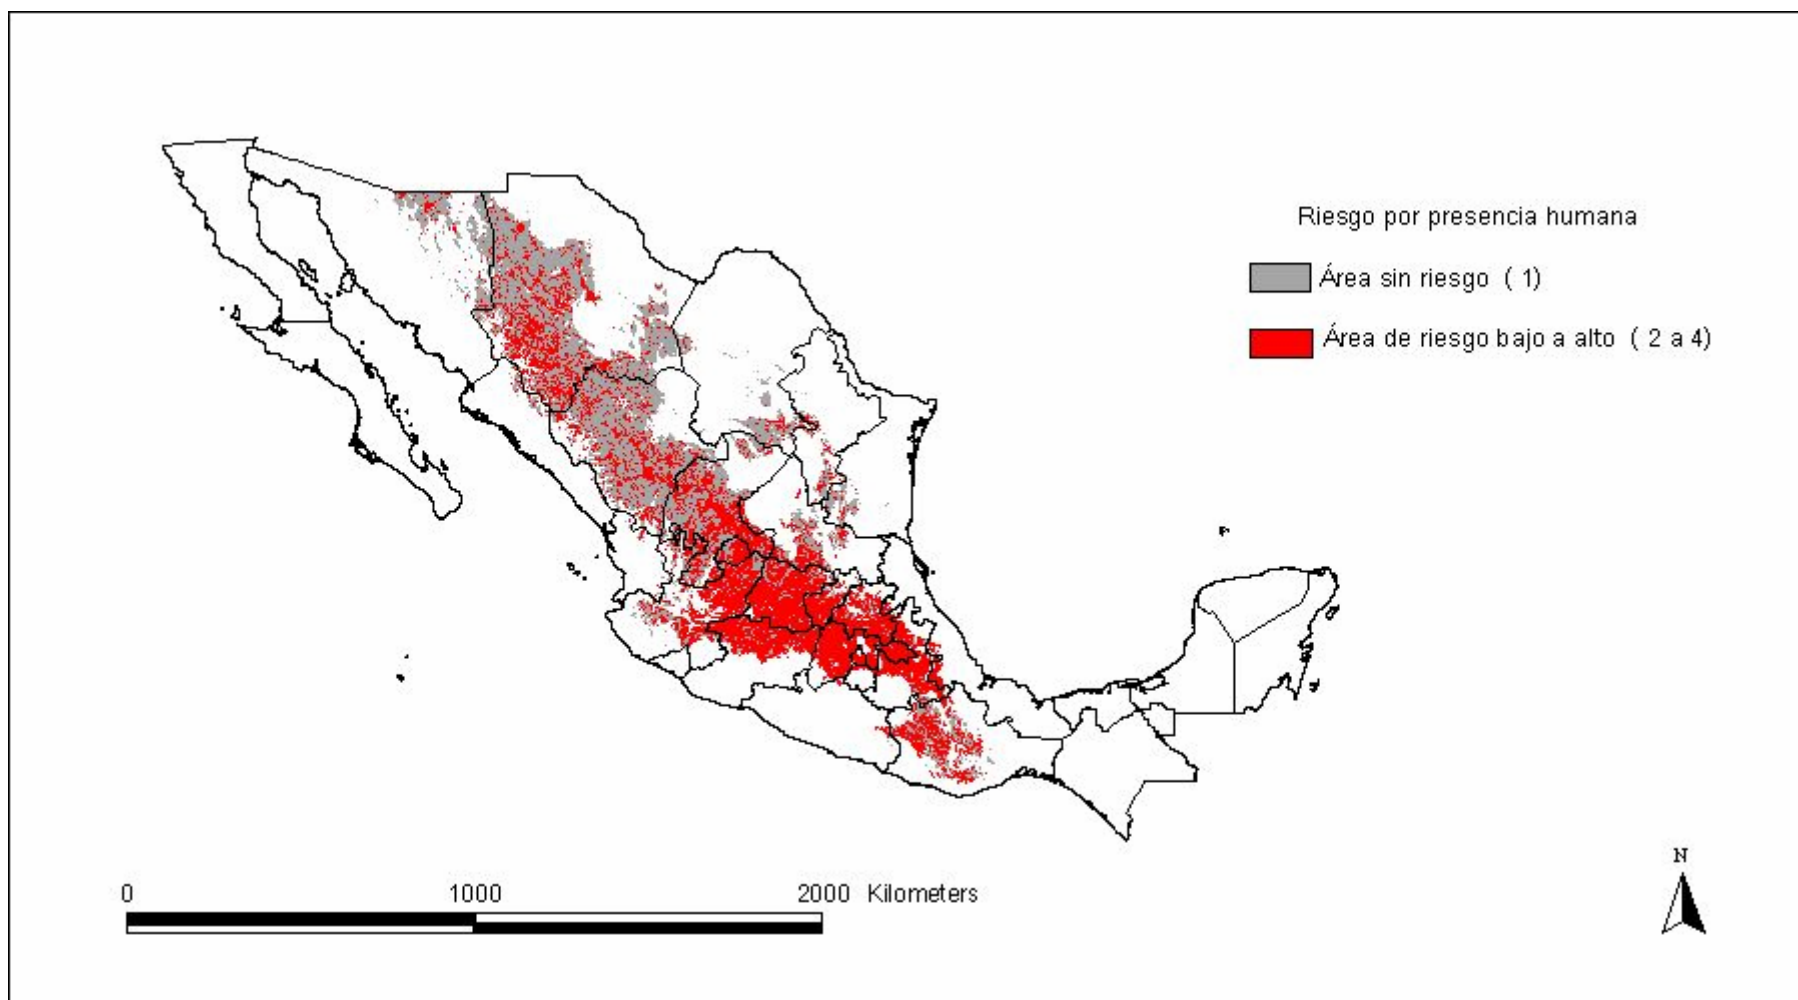 Riesgo por presencia humana
Área sin riesgo ( 1)
Área de riesgo bajo a alto ( 2 a 4)
N
0 1000 2000 Kilometers